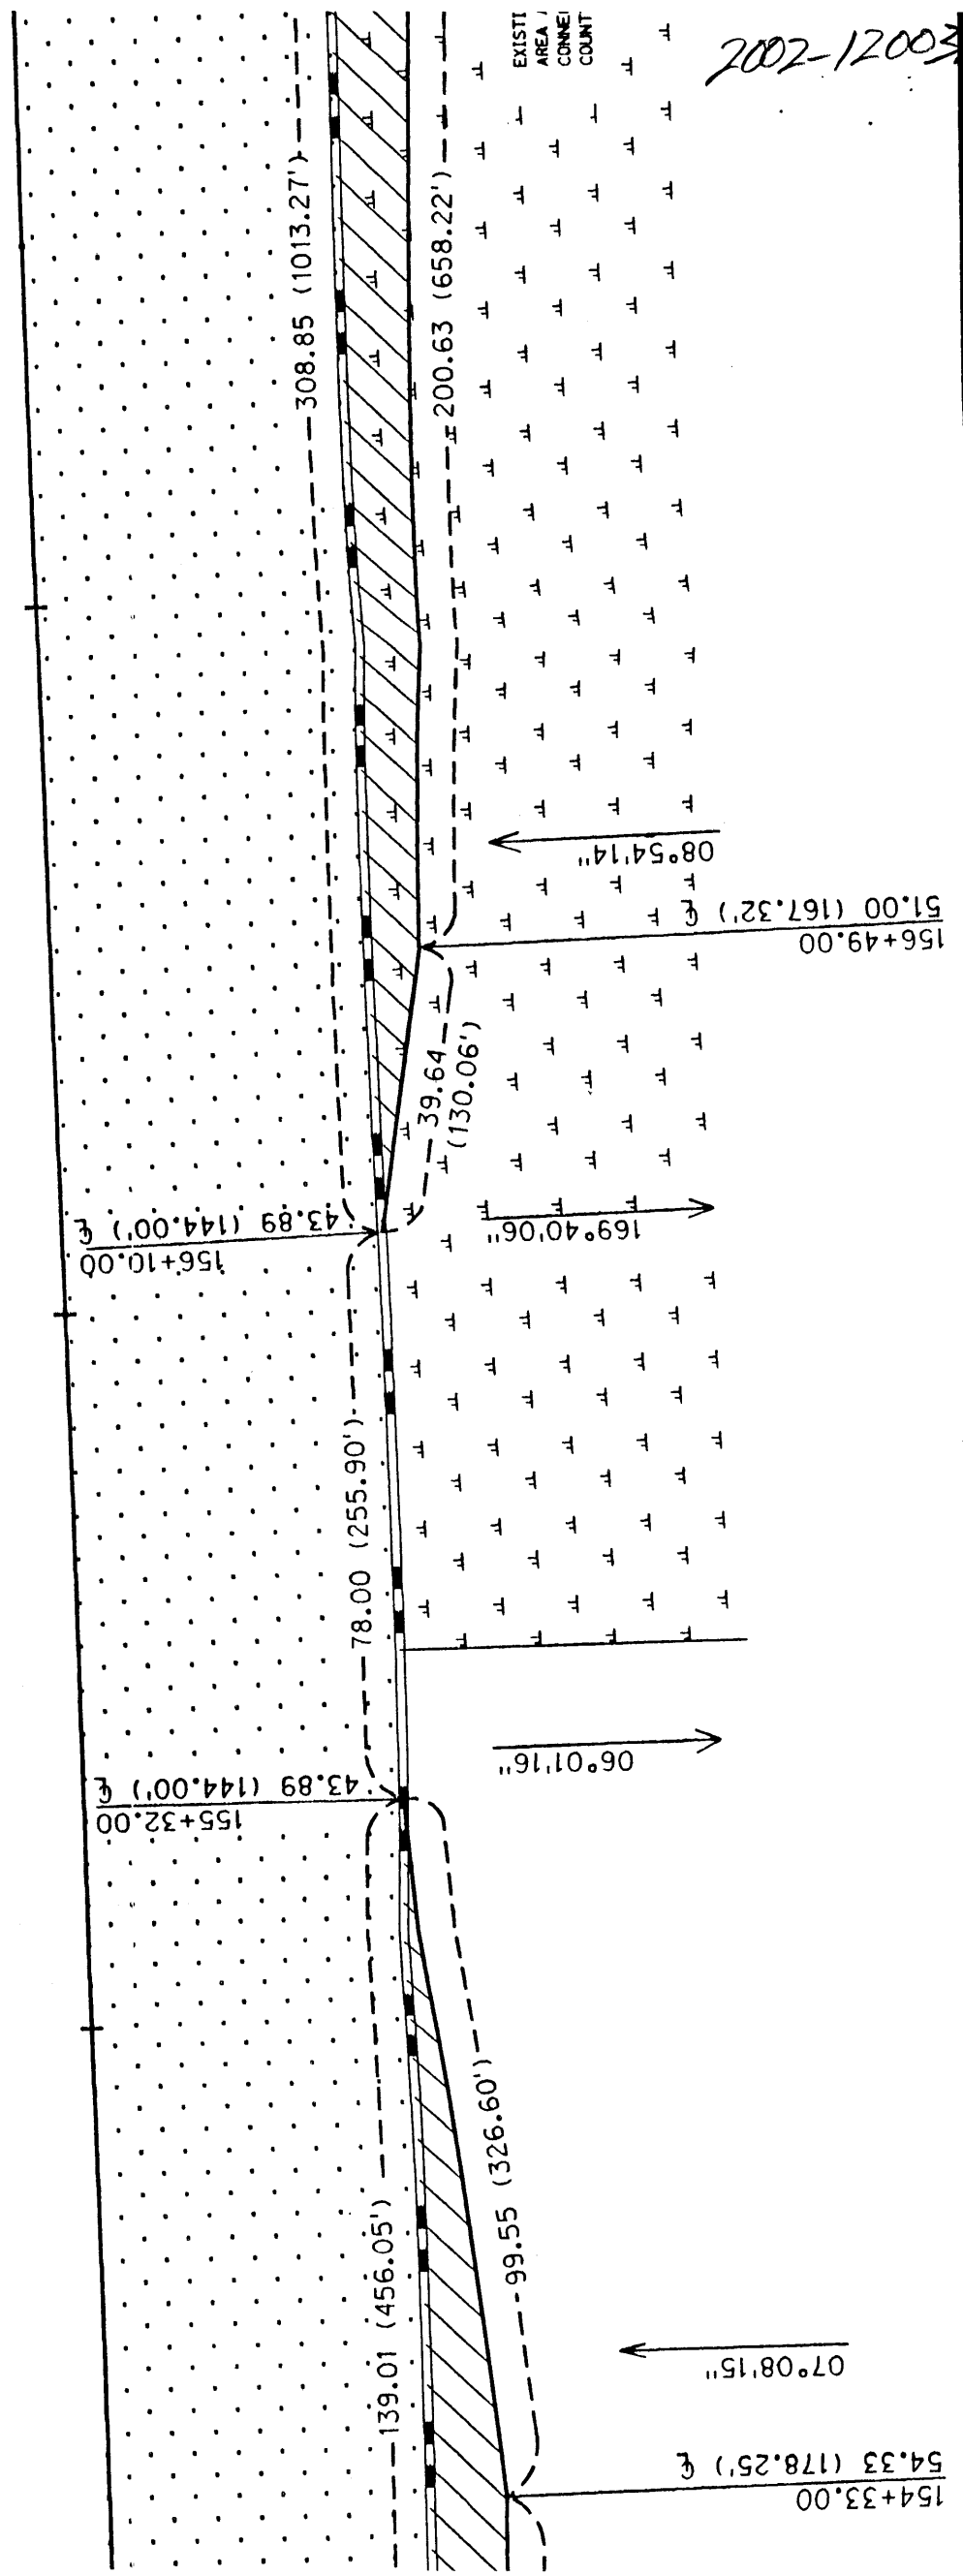 2002-12003
EXISTI
AREA
CONNE
COUNT
308.85 (1013.27')
200.63 (658.22')
08°54'14"
156+49.00
51.00 (167.32') ℄
39.64
(130.06')
156+10.00
43.89 (144.00') ℄
169°40'06"
78.00 (255.90')
06°01'16"
155+32.00
43.89 (144.00') ℄
139.01 (456.05')
99.55 (326.60')
07°08'15"
154+33.00
54.33 (178.25') ℄